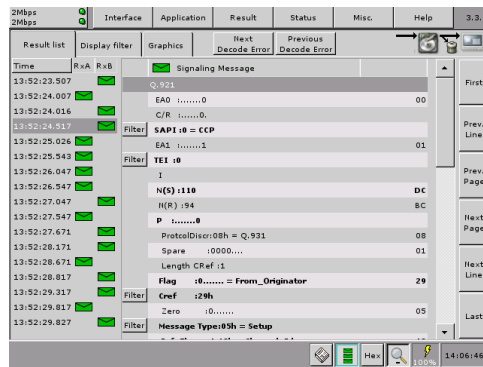 2Mbps
2Mbps
Interface
Application
Result
Status
Misc.
Help
3.3.
Result list
Display filter
Graphics
Next
Decode Error
Previous
Decode Error
Time RxA RxB
13:52:23.507
13:52:24.007
13:52:24.016
13:52:24.517
13:52:25.026
13:52:25.543
13:52:26.047
13:52:26.547
13:52:27.047
13:52:27.547
13:52:27.671
13:52:28.171
13:52:28.671
13:52:28.817
13:52:29.317
13:52:29.817
13:52:29.827
Signaling Message
Q.921
EA0 :.......0 00
C/R :......0.
Filter SAPI :0 = CCP
EA1 :.......1 01
Filter TEI :0
I
N(S) :110 DC
N(R) :94 BC
P :.......0
ProtcolDiscr:08h = Q.931 08
Spare :0000.... 01
Length CRef :1
Flag :0....... = From_Originator 29
Filter Cref :29h
Zero :0....... 05
Filter Message Type:05h = Setup
First
Prev.
Line
Prev.
Page
Next
Page
Next
Line
Last
Hex
100%
14:06:46